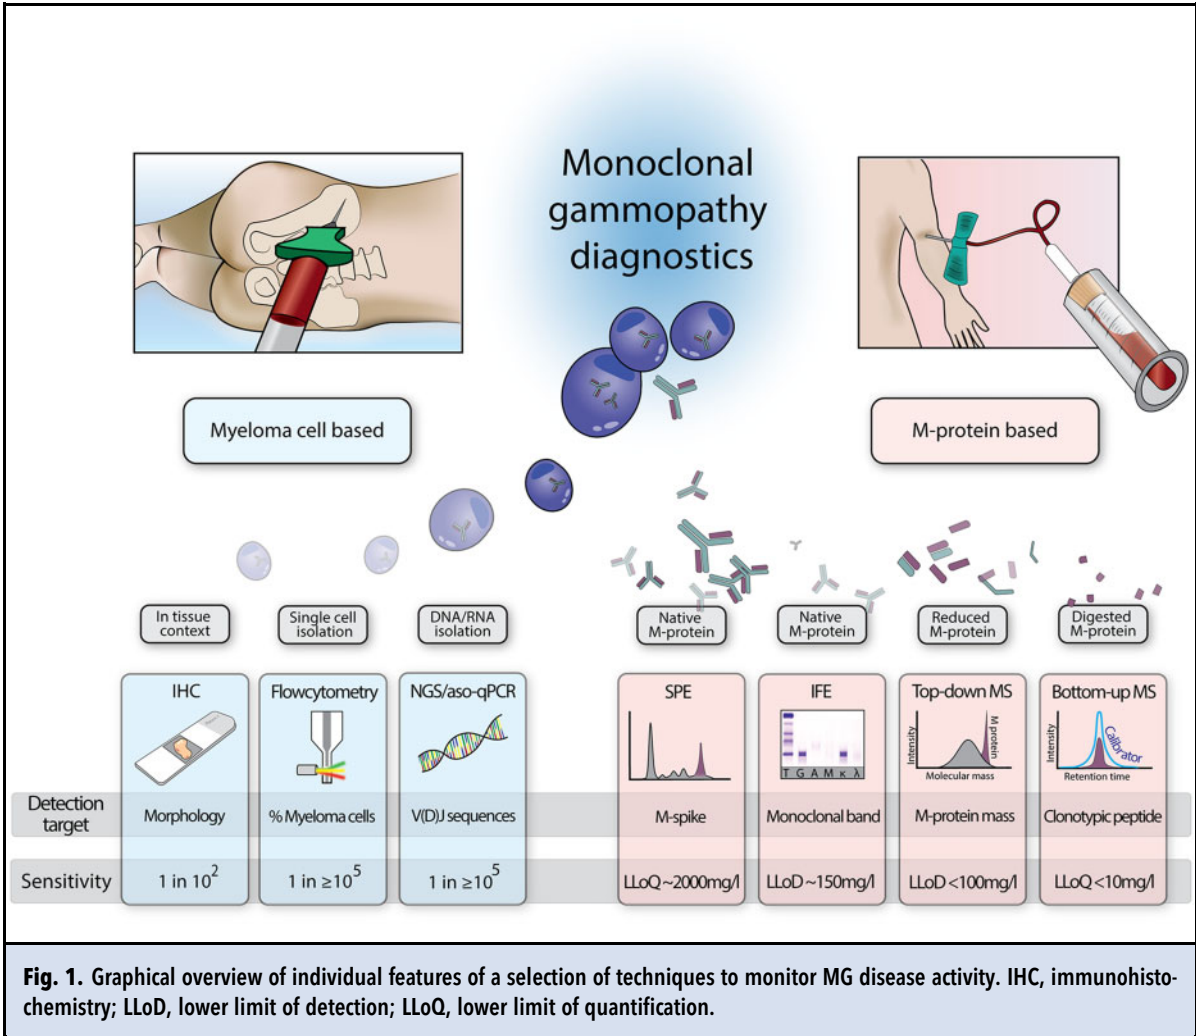 Monoclonal
gammopathy
diagnostics
Myeloma cell based
M-protein based
In tissue
context
Single cell
isolation
DNA/RNA
isolation
Native
M-protein
Native
M-protein
Reduced
M-protein
Digested
M-protein
IHC
Flowcytometry
NGS/aso-qPCR
SPE
IFE
T G A M κ λ
Top-down MS
Intensity
M protein
Molecular mass
Bottom-up MS
Intensity
Calibrator
Retention time
Detection
target
Morphology
% Myeloma cells
V(D)J sequences
M-spike
Monoclonal band
M-protein mass
Clonotypic peptide
Sensitivity
1 in 10²
1 in ≥10⁵
1 in ≥10⁵
LLoQ ~2000mg/l
LLoD ~150mg/l
LLoD <100mg/l
LLoQ <10mg/l
Fig. 1. Graphical overview of individual features of a selection of techniques to monitor MG disease activity. IHC, immunohisto-
chemistry; LLoD, lower limit of detection; LLoQ, lower limit of quantification.